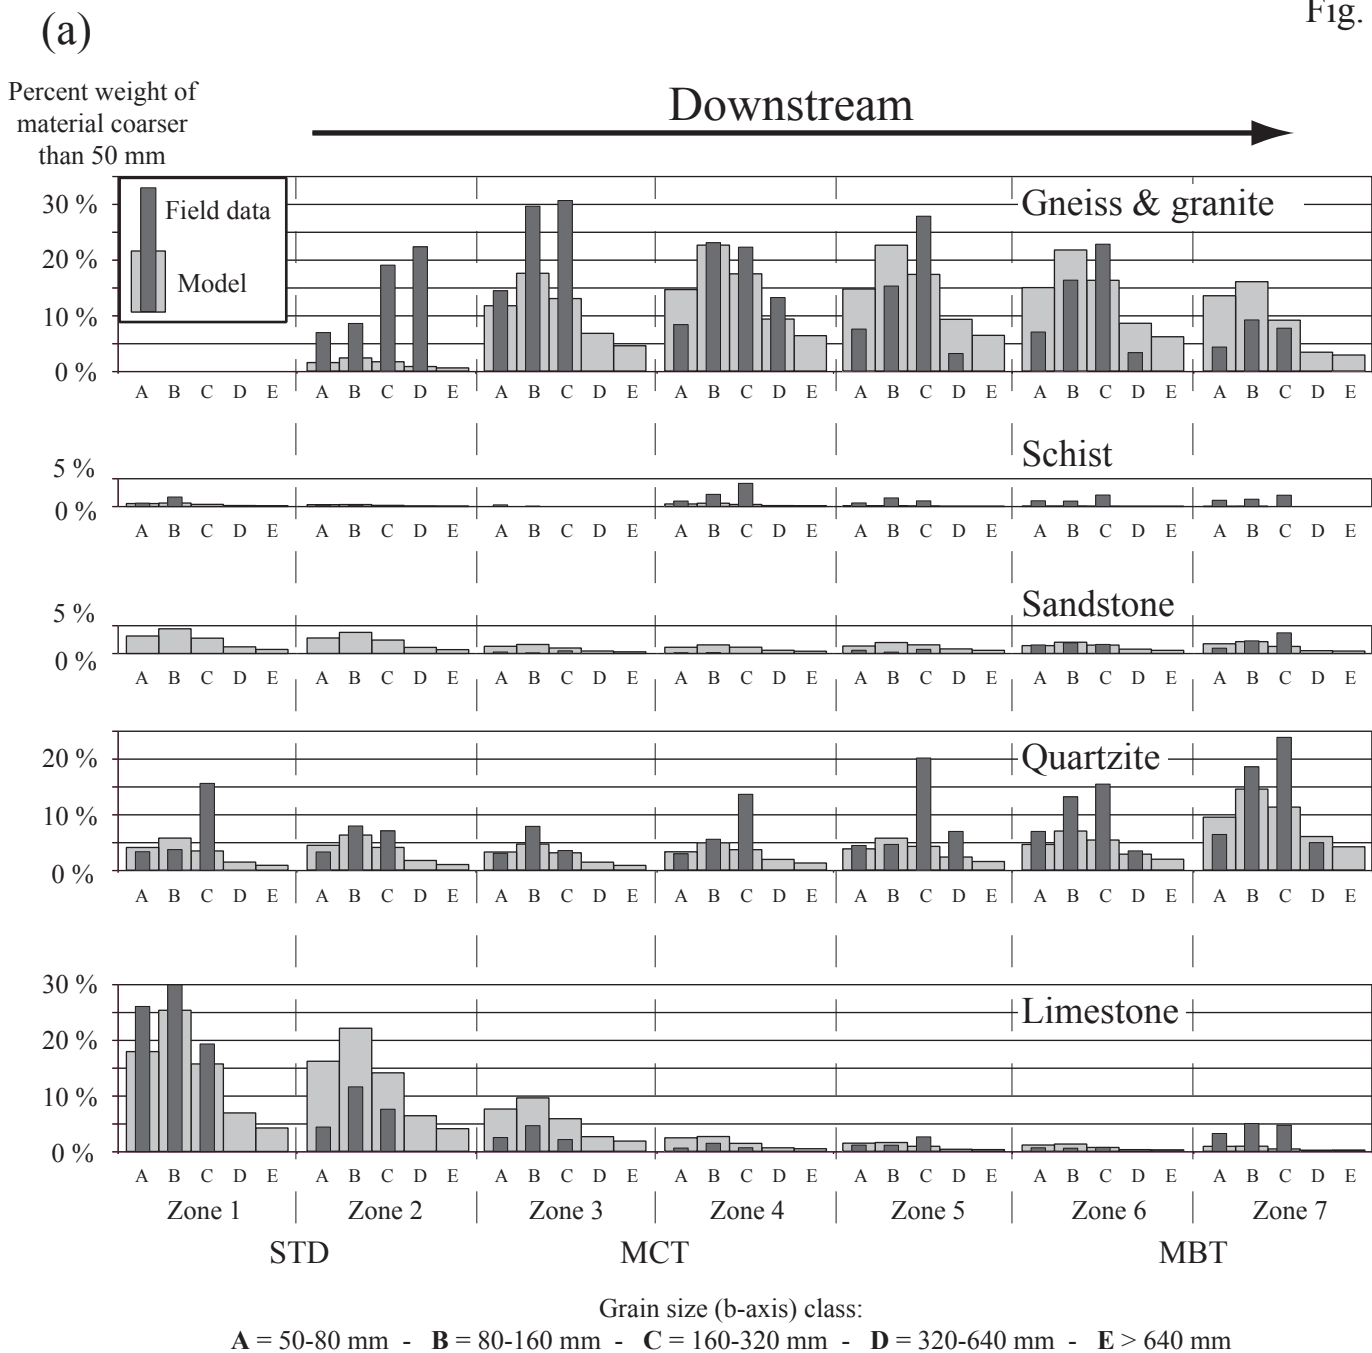 (a)
Fig.
Percent weight of
material coarser
than 50 mm
Downstream
Field data
Model
Gneiss & granite
30 %
20 %
10 %
0 %
A B C D E A B C D E A B C D E A B C D E A B C D E A B C D E A B C D E
Schist
5 %
0 %
A B C D E A B C D E A B C D E A B C D E A B C D E A B C D E A B C D E
Sandstone
5 %
0 %
A B C D E A B C D E A B C D E A B C D E A B C D E A B C D E A B C D E
Quartzite
20 %
10 %
0 %
A B C D E A B C D E A B C D E A B C D E A B C D E A B C D E A B C D E
30 %
Limestone
20 %
10 %
0 %
A B C D E A B C D E A B C D E A B C D E A B C D E A B C D E A B C D E
Zone 1 Zone 2 Zone 3 Zone 4 Zone 5 Zone 6 Zone 7
STD MCT MBT
Grain size (b-axis) class:
A = 50-80 mm - B = 80-160 mm - C = 160-320 mm - D = 320-640 mm - E > 640 mm